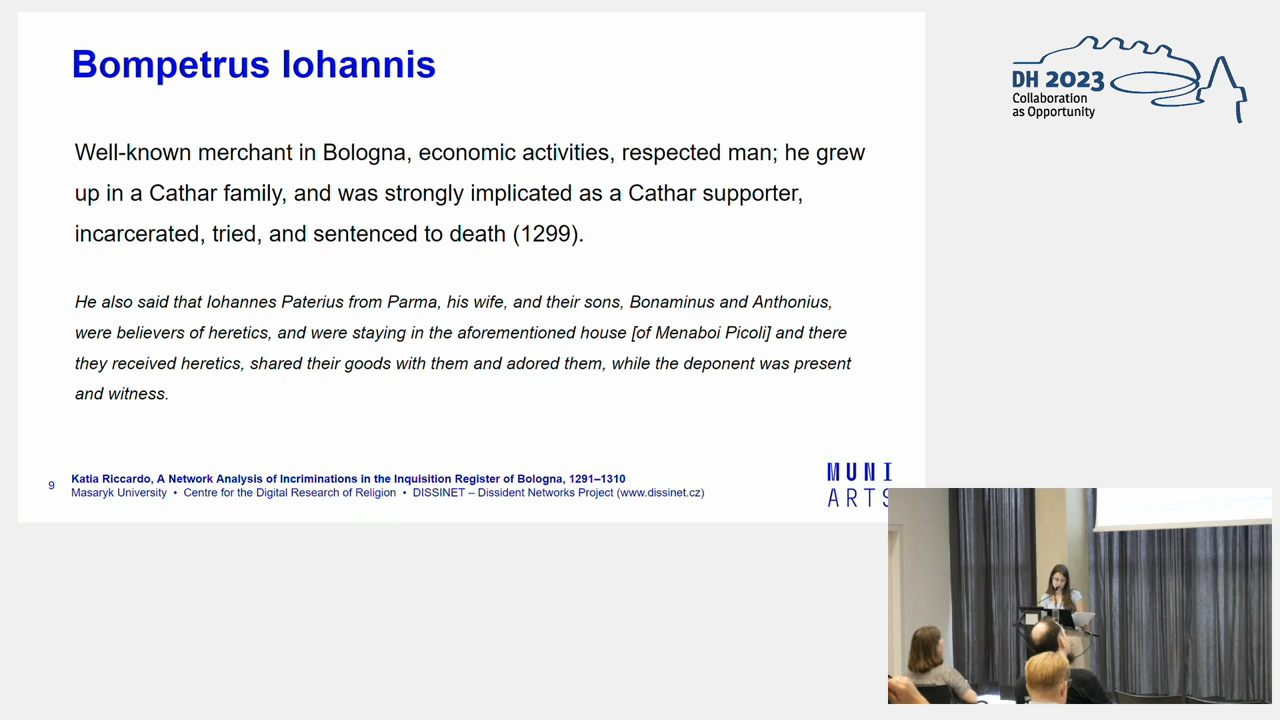 Bompetrus Iohannis
Well-known merchant in Bologna, economic activities, respected man; he grew
up in a Cathar family, and was strongly implicated as a Cathar supporter,
incarcerated, tried, and sentenced to death (1299).
He also said that Iohannes Paterius from Parma, his wife, and their sons, Bonaminus and Anthonius,
were believers of heretics, and were staying in the aforementioned house [of Menaboi Picoli] and there
they received heretics, shared their goods with them and adored them, while the deponent was present
and witness.
9
Katia Riccardo, A Network Analysis of Incriminations in the Inquisition Register of Bologna, 1291–1310
Masaryk University • Centre for the Digital Research of Religion • DISSINET – Dissident Networks Project (www.dissinet.cz)
MUNI
ARTS
DH 2023
Collaboration
as Opportunity